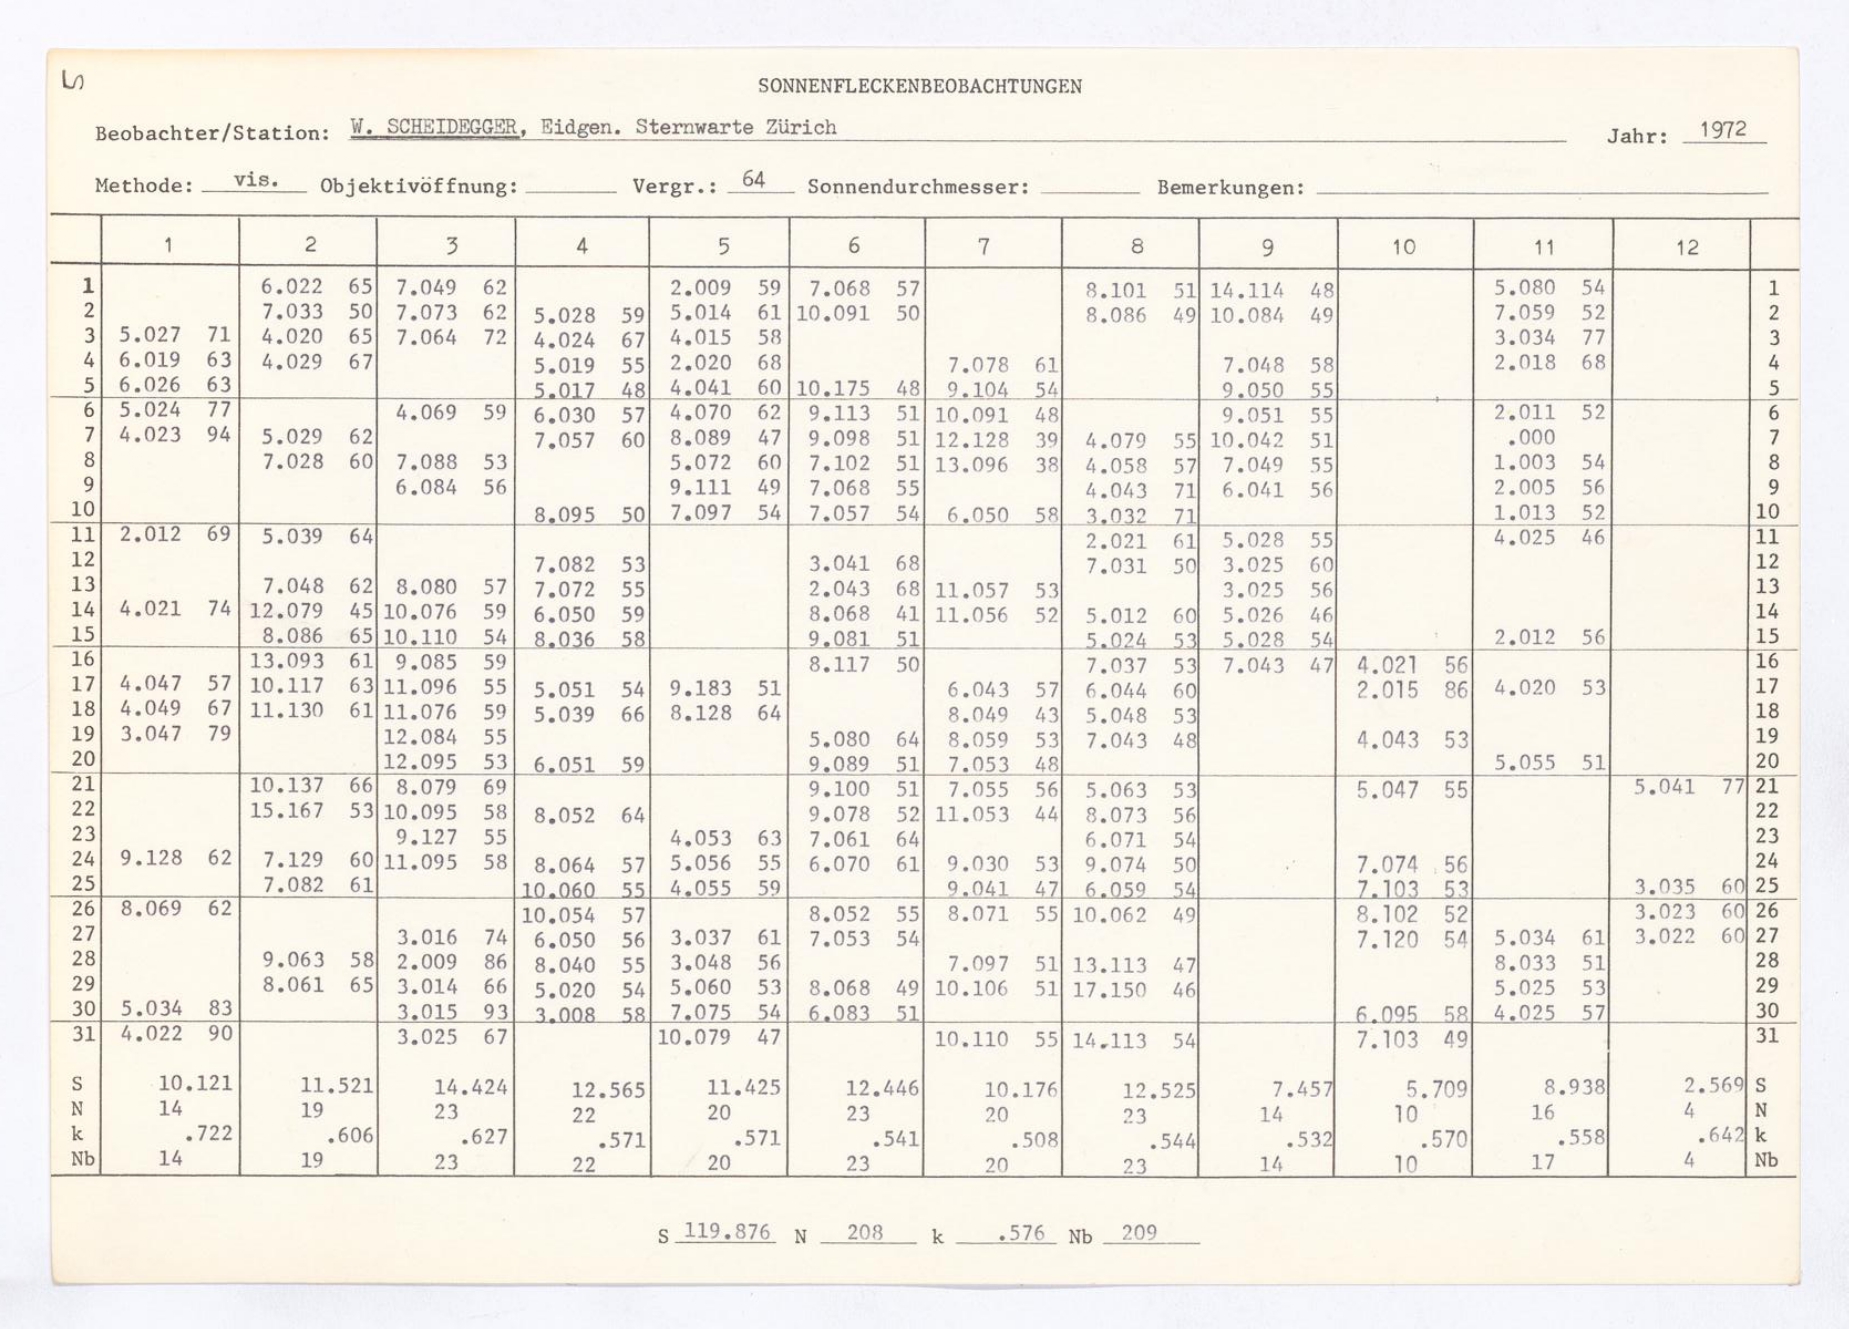 S
SONNENFLECKENBEOBACHTUNGEN
Beobachter/Station: W. SCHEIDEGGER, Eidgen. Sternwarte Zürich Jahr: 1972
Methode: vis. Objektivöffnung: Vergr.: 64 Sonnendurchmesser: Bemerkungen:
1 2 3 4 5 6 7 8 9 10 11 12
1 6.022 65 7.049 62 2.009 59 7.068 57 8.101 51 14.114 48 5.080 54 1
2 7.033 50 7.073 62 5.028 59 5.014 61 10.091 50 8.086 49 10.084 49 7.059 52 2
3 5.027 71 4.020 65 7.064 72 4.024 67 4.015 58 3.034 77 3
4 6.019 63 4.029 67 5.019 55 2.020 68 7.078 61 7.048 58 2.018 68 4
5 6.026 63 5.017 48 4.041 60 10.175 48 9.104 54 9.050 55 5
6 5.024 77 4.069 59 6.030 57 4.070 62 9.113 51 10.091 48 9.051 55 2.011 52 6
7 4.023 94 5.029 62 7.057 60 8.089 47 9.098 51 12.128 39 4.079 55 10.042 51 .000 7
8 7.028 60 7.088 53 5.072 60 7.102 51 13.096 38 4.058 57 7.049 55 1.003 54 8
9 6.084 56 9.111 49 7.068 55 4.043 71 6.041 56 2.005 56 9
10 8.095 50 7.097 54 7.057 54 6.050 58 3.032 71 1.013 52 10
11 2.012 69 5.039 64 2.021 61 5.028 55 4.025 46 11
12 7.082 53 3.041 68 7.031 50 3.025 60 12
13 7.048 62 8.080 57 7.072 55 2.043 68 11.057 53 3.025 56 13
14 4.021 74 12.079 45 10.076 59 6.050 59 8.068 41 11.056 52 5.012 60 5.026 46 14
15 8.086 65 10.110 54 8.036 58 9.081 51 5.024 53 5.028 54 2.012 56 15
16 13.093 61 9.085 59 8.117 50 7.037 53 7.043 47 4.021 56 16
17 4.047 57 10.117 63 11.096 55 5.051 54 9.183 51 6.043 57 6.044 60 2.015 86 4.020 53 17
18 4.049 67 11.130 61 11.076 59 5.039 66 8.128 64 8.049 43 5.048 53 18
19 3.047 79 12.084 55 5.080 64 8.059 53 7.043 48 4.043 53 19
20 12.095 53 6.051 59 9.089 51 7.053 48 5.055 51 20
21 10.137 66 8.079 69 9.100 51 7.055 56 5.063 53 5.047 55 5.041 77 21
22 15.167 53 10.095 58 8.052 64 9.078 52 11.053 44 8.073 56 22
23 9.127 55 4.053 63 7.061 64 6.071 54 23
24 9.128 62 7.129 60 11.095 58 8.064 57 5.056 55 6.070 61 9.030 53 9.074 50 7.074 56 24
25 7.082 61 10.060 55 4.055 59 9.041 47 6.059 54 7.103 53 3.035 60 25
26 8.069 62 10.054 57 8.052 55 8.071 55 10.062 49 8.102 52 3.023 60 26
27 3.016 74 6.050 56 3.037 61 7.053 54 7.120 54 5.034 61 3.022 60 27
28 9.063 58 2.009 86 8.040 55 3.048 56 7.097 51 13.113 47 8.033 51 28
29 8.061 65 3.014 66 5.020 54 5.060 53 8.068 49 10.106 51 17.150 46 5.025 53 29
30 5.034 83 3.015 93 3.008 58 7.075 54 6.083 51 6.095 58 4.025 57 30
31 4.022 90 3.025 67 10.079 47 10.110 55 14.113 54 7.103 49 31
S 10.121 11.521 14.424 12.565 11.425 12.446 10.176 12.525 7.457 5.709 8.938 2.569 S
N 14 19 23 22 20 23 20 23 14 10 16 4 N
k .722 .606 .627 .571 .571 .541 .508 .544 .532 .570 .558 .642 k
Nb 14 19 23 22 20 23 20 23 14 10 17 4 Nb
S 119.876 N 208 k .576 Nb 209